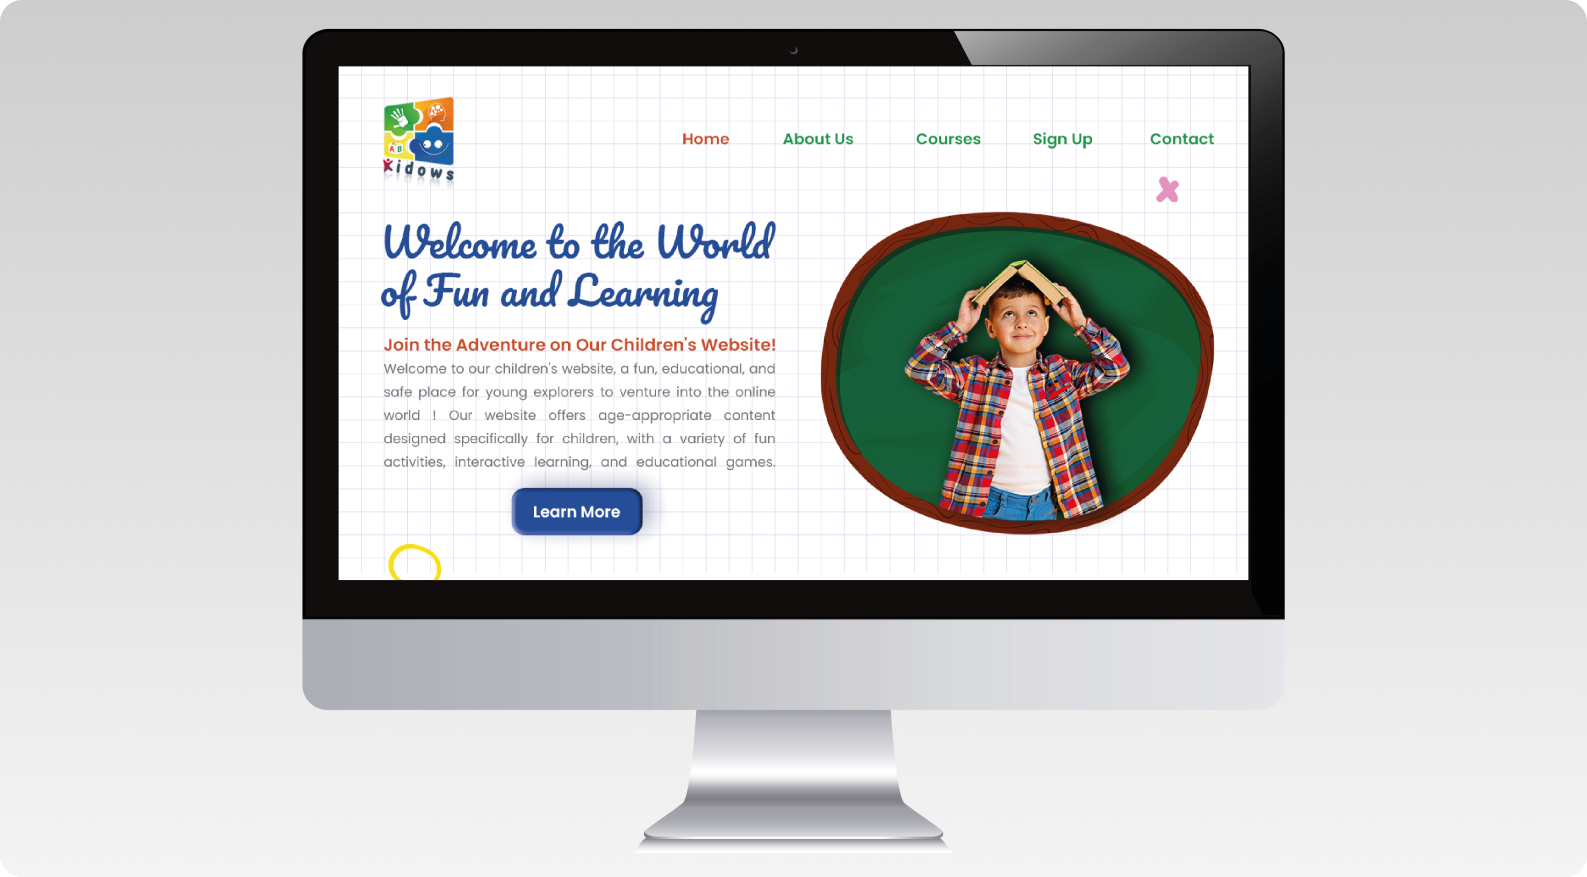 A B
Kidows
Home About Us Courses Sign Up Contact
Welcome to the World
of Fun and Learning
Join the Adventure on Our Children's Website!
Welcome to our children's website, a fun, educational, and
safe place for young explorers to venture into the online
world ! Our website offers age-appropriate content
designed specifically for children, with a variety of fun
activities, interactive learning, and educational games.
Learn More